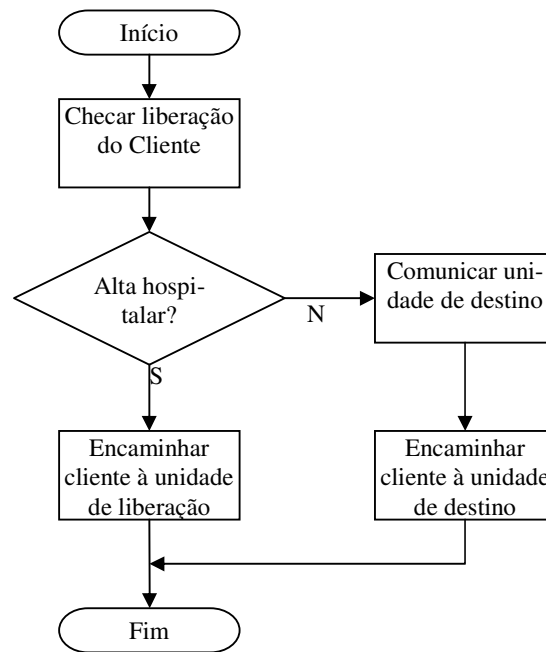 Início
Checar liberação
do Cliente
Alta hospi-
talar?
N
Comunicar uni-
dade de destino
S
Encaminhar
cliente à unidade
de liberação
Encaminhar
cliente à unidade
de destino
Fim